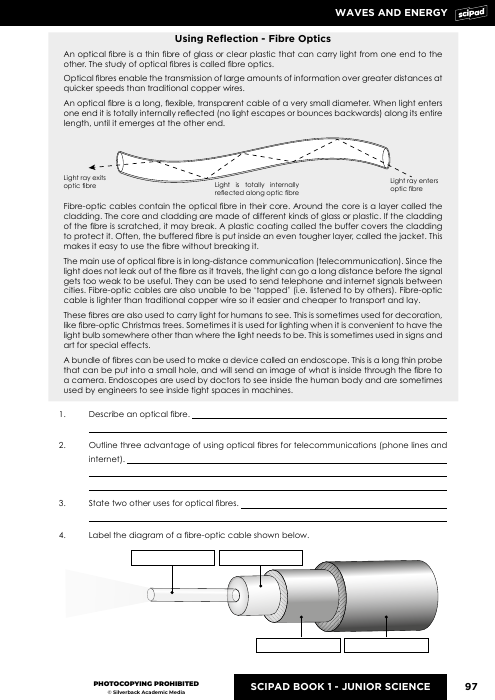 WAVES AND ENERGY
scipad
Using Reflection - Fibre Optics
An optical fibre is a thin fibre of glass or clear plastic that can carry light from one end to the
other. The study of optical fibres is called fibre optics.
Optical fibres enable the transmission of large amounts of information over greater distances at
quicker speeds than traditional copper wires.
An optical fibre is a long, flexible, transparent cable of a very small diameter. When light enters
one end it is totally internally reflected (no light escapes or bounces backwards) along its entire
length, until it emerges at the other end.
Light ray exits
optic fibre
Light is totally internally
reflected along optic fibre
Light ray enters
optic fibre
Fibre-optic cables contain the optical fibre in their core. Around the core is a layer called the
cladding. The core and cladding are made of different kinds of glass or plastic. If the cladding
of the fibre is scratched, it may break. A plastic coating called the buffer covers the cladding
to protect it. Often, the buffered fibre is put inside an even tougher layer, called the jacket. This
makes it easy to use the fibre without breaking it.
The main use of optical fibre is in long-distance communication (telecommunication). Since the
light does not leak out of the fibre as it travels, the light can go a long distance before the signal
gets too weak to be useful. They can be used to send telephone and internet signals between
cities. Fibre-optic cables are also unable to be 'tapped' (i.e. listened to by others). Fibre-optic
cable is lighter than traditional copper wire so it easier and cheaper to transport and lay.
These fibres are also used to carry light for humans to see. This is sometimes used for decoration,
like fibre-optic Christmas trees. Sometimes it is used for lighting when it is convenient to have the
light bulb somewhere other than where the light needs to be. This is sometimes used in signs and
art for special effects.
A bundle of fibres can be used to make a device called an endoscope. This is a long thin probe
that can be put into a small hole, and will send an image of what is inside through the fibre to
a camera. Endoscopes are used by doctors to see inside the human body and are sometimes
used by engineers to see inside tight spaces in machines.
1. Describe an optical fibre.
2. Outline three advantage of using optical fibres for telecommunications (phone lines and
internet).
3. State two other uses for optical fibres.
4. Label the diagram of a fibre-optic cable shown below.
PHOTOCOPYING PROHIBITED
© Silverback Academic Media
SCIPAD BOOK 1 - JUNIOR SCIENCE
97